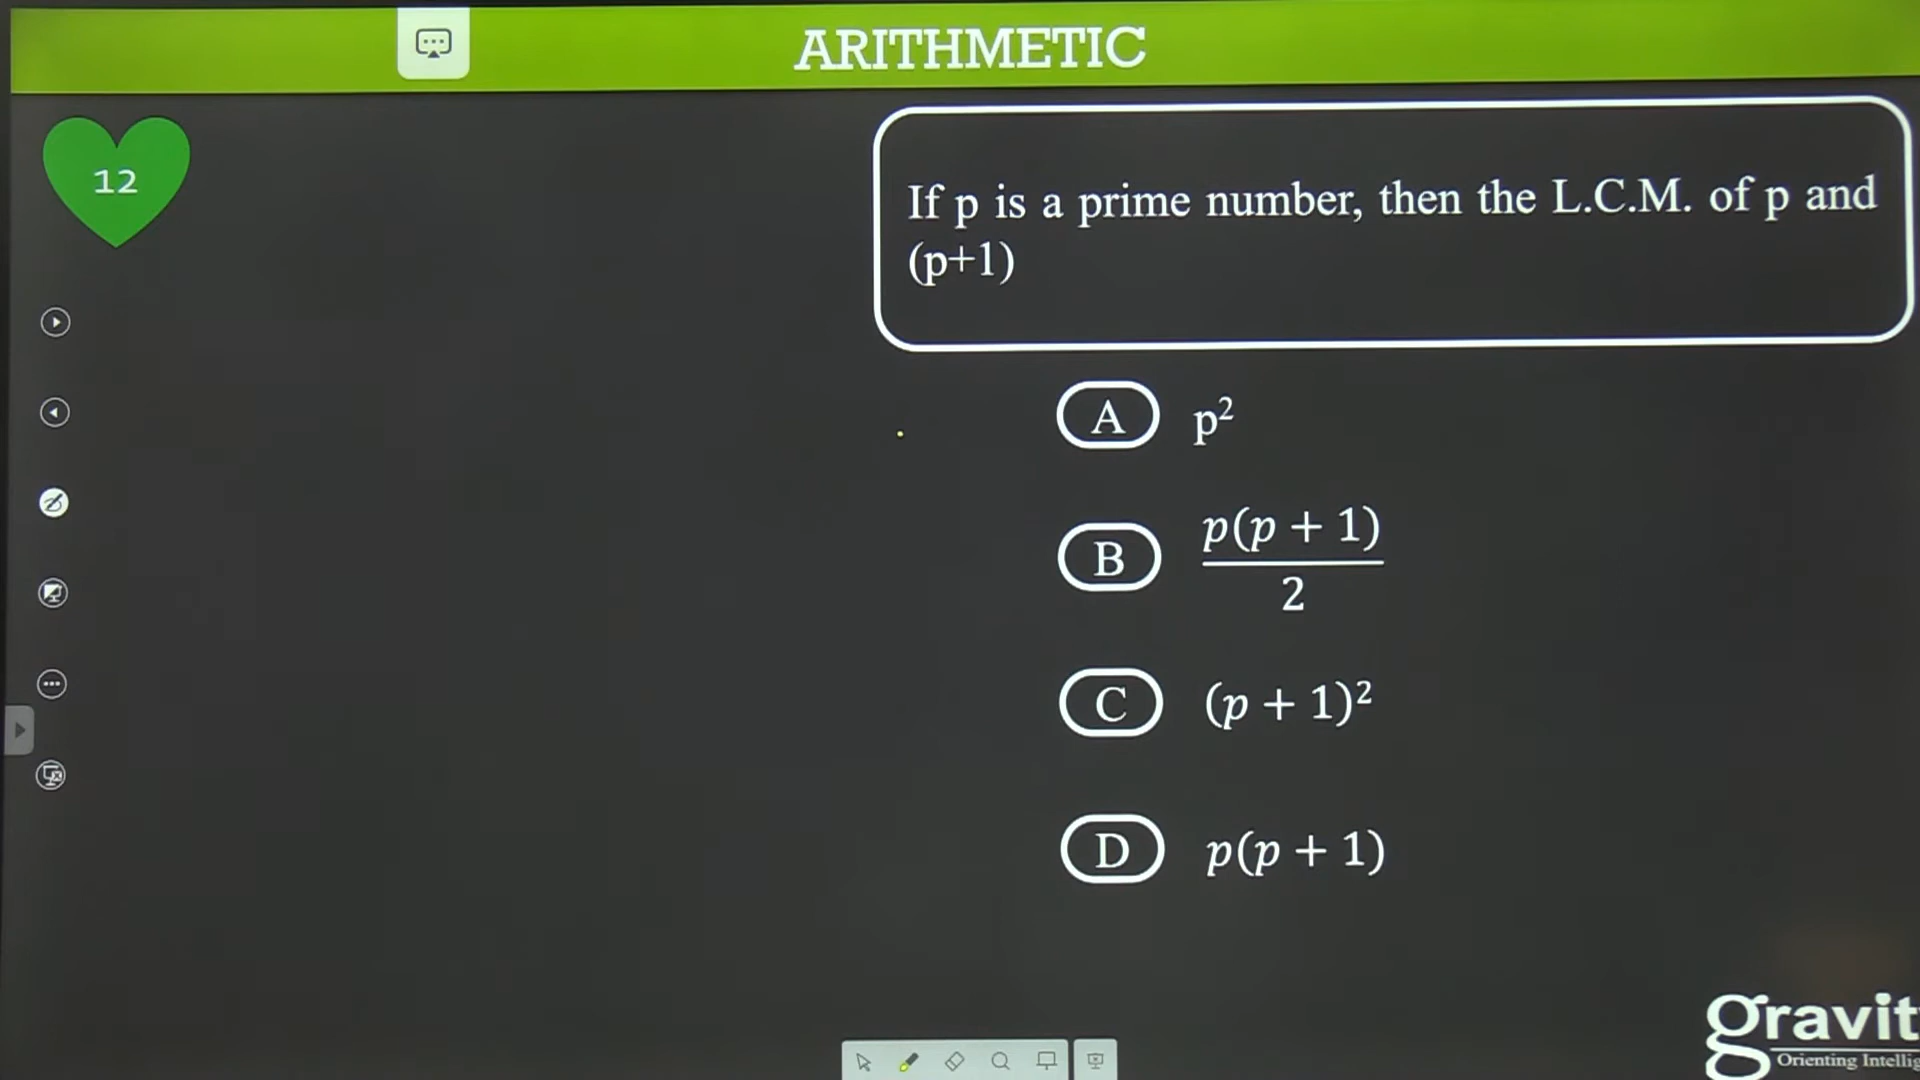 ARITHMETIC
12
If p is a prime number, then the L.C.M. of p and
(p+1)
A p²
B p(p + 1)
2
C (p + 1)²
D p(p + 1)
gravit
Orienting Intellig